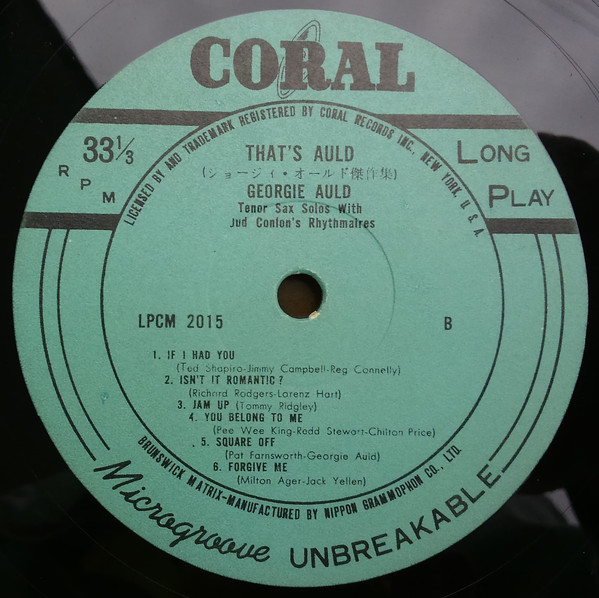 CORAL
LICENSED BY AND TRADEMARK REGISTERED BY CORAL RECORDS INC., NEW YORK, U.S.A.
33⅓
RPM
LONG
PLAY
THAT'S AULD
(ジョージィ・オールド傑作集)
GEORGIE AULD
Tenor Sax Solos With
Jud Conlon's Rhythmaires
LPCM 2015
B
1. IF I HAD YOU
(Ted Shapiro-Jimmy Campbell-Reg Connelly)
2. ISN'T IT ROMANTIC?
(Richard Rodgers-Lorenz Hart)
3. JAM UP (Tommy Ridgley)
4. YOU BELONG TO ME
(Pee Wee King-Redd Stewart-Chilton Price)
5. SQUARE OFF
(Pat Farnsworth-Georgie Auld)
6. FORGIVE ME
(Milton Ager-Jack Yellen)
BRUNSWICK MATRIX-MANUFACTURED BY NIPPON GRAMMOPHON CO., LTD.
Microgroove UNBREAKABLE